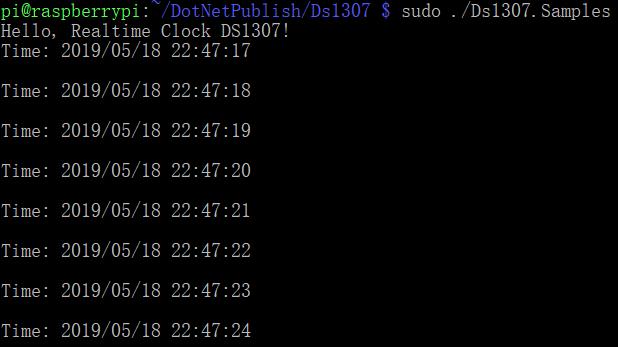 pi@raspberrypi:~/DotNetPublish/Ds1307 $ sudo ./Ds1307.Samples
Hello, Realtime Clock DS1307!
Time: 2019/05/18 22:47:17
Time: 2019/05/18 22:47:18
Time: 2019/05/18 22:47:19
Time: 2019/05/18 22:47:20
Time: 2019/05/18 22:47:21
Time: 2019/05/18 22:47:22
Time: 2019/05/18 22:47:23
Time: 2019/05/18 22:47:24